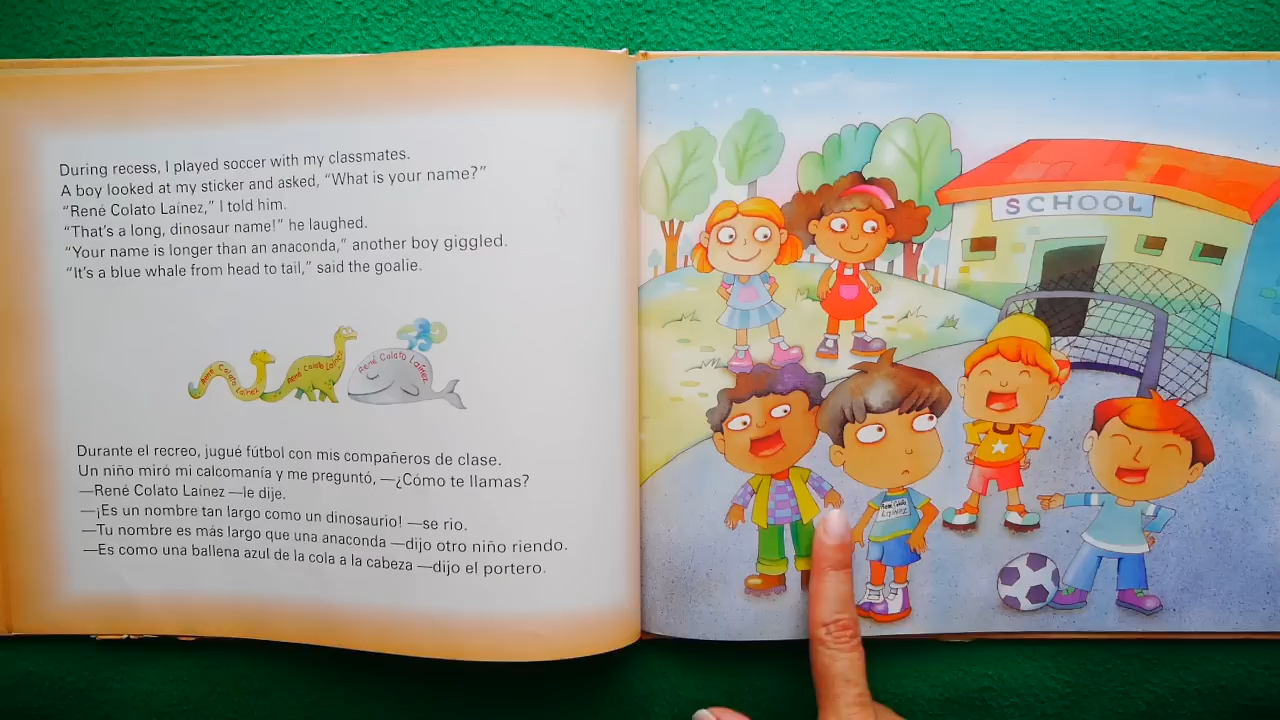 During recess, I played soccer with my classmates.
A boy looked at my sticker and asked, “What is your name?”
“René Colato Laínez,” I told him.
“That’s a long, dinosaur name!” he laughed.
“Your name is longer than an anaconda,” another boy giggled.
“It’s a blue whale from head to tail,” said the goalie.
René Colato Laínez
René Colato Laínez
René Colato Laínez
Durante el recreo, jugué fútbol con mis compañeros de clase.
Un niño miró mi calcomanía y me preguntó, —¿Cómo te llamas?
—René Colato Laínez —le dije.
—¡Es un nombre tan largo como un dinosaurio! —se rio.
—Tu nombre es más largo que una anaconda —dijo otro niño riendo.
—Es como una ballena azul de la cola a la cabeza —dijo el portero.
SCHOOL
René Colato
Laínez